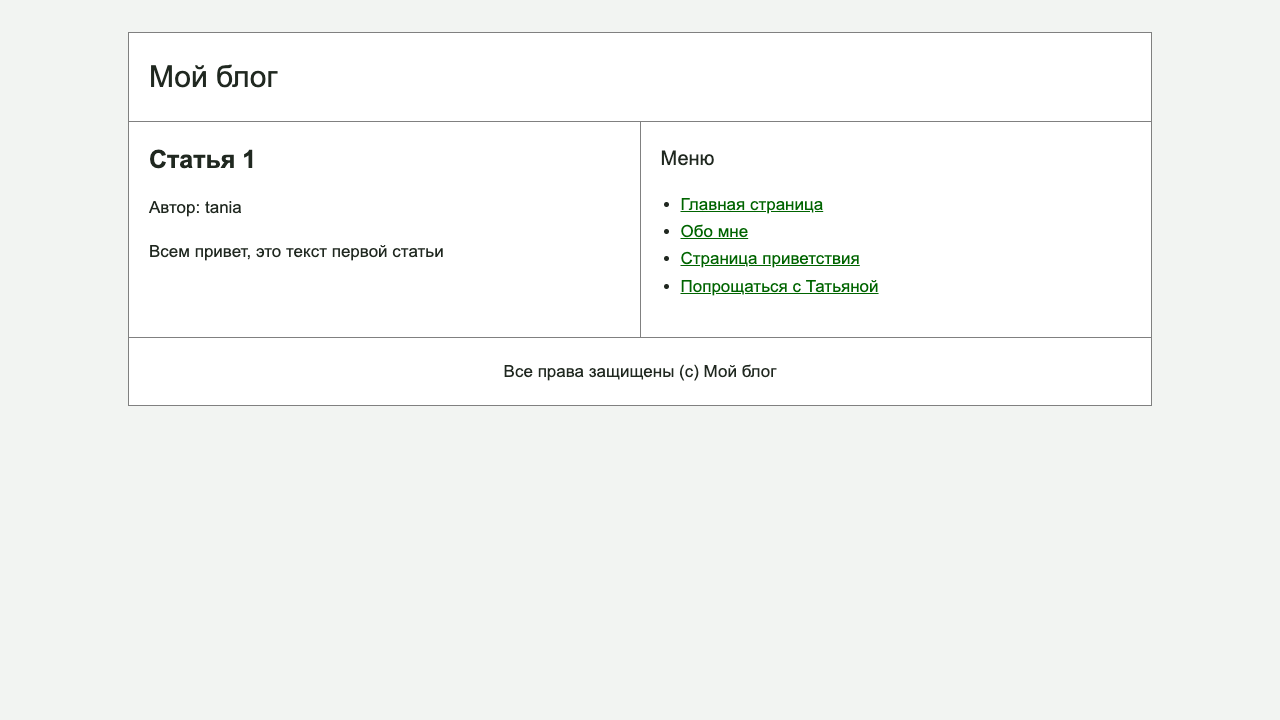 Мой блог
Статья 1
Автор: tania
Всем привет, это текст первой статьи
Меню
Главная страница
Обо мне
Страница приветствия
Попрощаться с Татьяной
Все права защищены (c) Мой блог